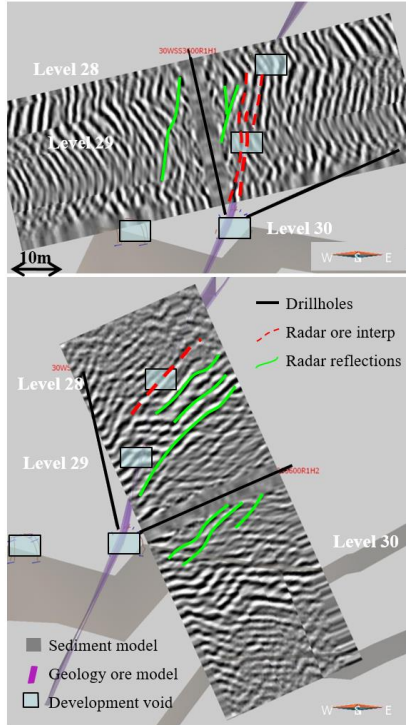 30WSS3600R1H1
Level 28
Level 29
Level 30
10m
W S E
Drillholes
Radar ore interp
Radar reflections
30WS
Level 28
Level 29
600R1H2
Level 30
Sediment model
Geology ore model
Development void
W S E